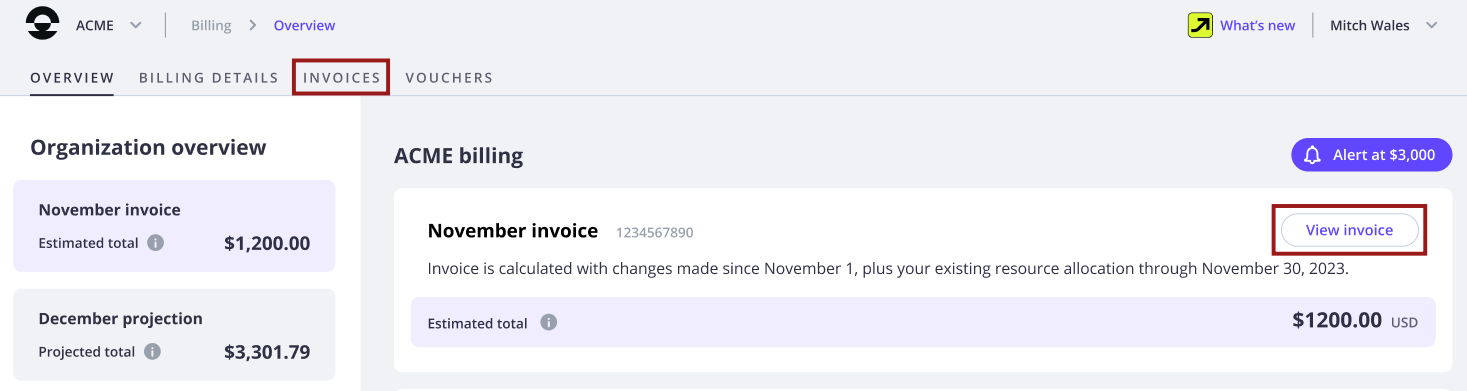 ACME
Billing > Overview
What's new
Mitch Wales
OVERVIEW BILLING DETAILS INVOICES VOUCHERS
Organization overview
November invoice
Estimated total $1,200.00
December projection
Projected total $3,301.79
ACME billing
Alert at $3,000
November invoice 1234567890
View invoice
Invoice is calculated with changes made since November 1, plus your existing resource allocation through November 30, 2023.
Estimated total $1200.00 USD